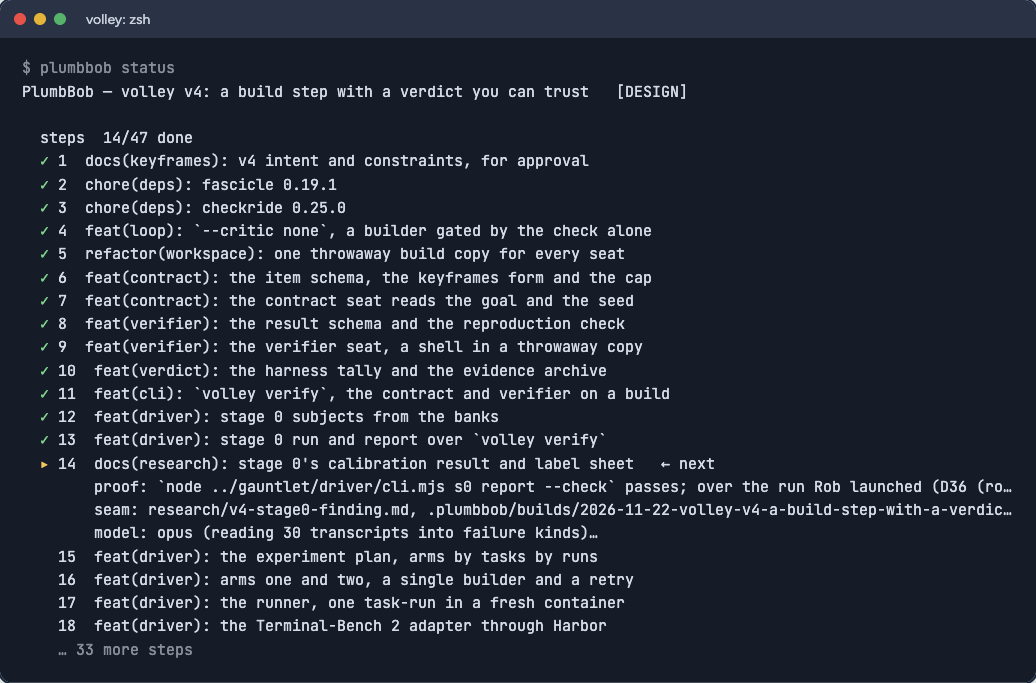 volley: zsh
$ plumbbob status
PlumbBob — volley v4: a build step with a verdict you can trust   [DESIGN]
steps  14/47 done
✓ 1  docs(keyframes): v4 intent and constraints, for approval
✓ 2  chore(deps): fascicle 0.19.1
✓ 3  chore(deps): checkride 0.25.0
✓ 4  feat(loop): `--critic none`, a builder gated by the check alone
✓ 5  refactor(workspace): one throwaway build copy for every seat
✓ 6  feat(contract): the item schema, the keyframes form and the cap
✓ 7  feat(contract): the contract seat reads the goal and the seed
✓ 8  feat(verifier): the result schema and the reproduction check
✓ 9  feat(verifier): the verifier seat, a shell in a throwaway copy
✓ 10  feat(verdict): the harness tally and the evidence archive
✓ 11  feat(cli): `volley verify`, the contract and verifier on a build
✓ 12  feat(driver): stage 0 subjects from the banks
✓ 13  feat(driver): stage 0 run and report over `volley verify`
▸ 14  docs(research): stage 0's calibration result and label sheet   ← next
proof: `node ../gauntlet/driver/cli.mjs s0 report --check` passes; over the run Rob launched (D36 (ro…
seam: research/v4-stage0-finding.md, .plumbbob/builds/2026-11-22-volley-v4-a-build-step-with-a-verdic…
model: opus (reading 30 transcripts into failure kinds)…
15  feat(driver): the experiment plan, arms by tasks by runs
16  feat(driver): arms one and two, a single builder and a retry
17  feat(driver): the runner, one task-run in a fresh container
18  feat(driver): the Terminal-Bench 2 adapter through Harbor
… 33 more steps